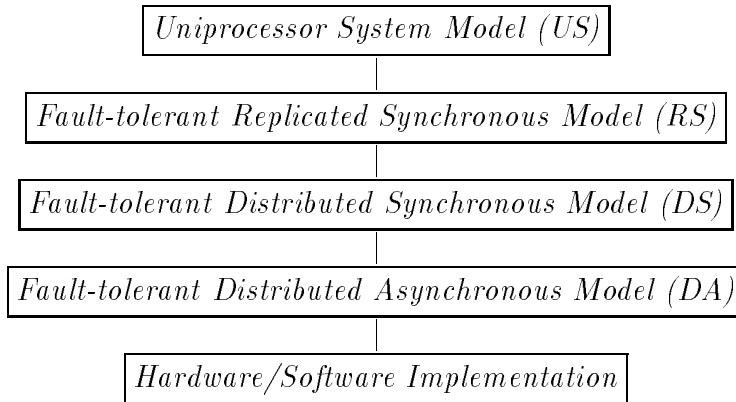 Uniprocessor System Model (US)
Fault-tolerant Replicated Synchronous Model (RS)
Fault-tolerant Distributed Synchronous Model (DS)
Fault-tolerant Distributed Asynchronous Model (DA)
Hardware/Software Implementation